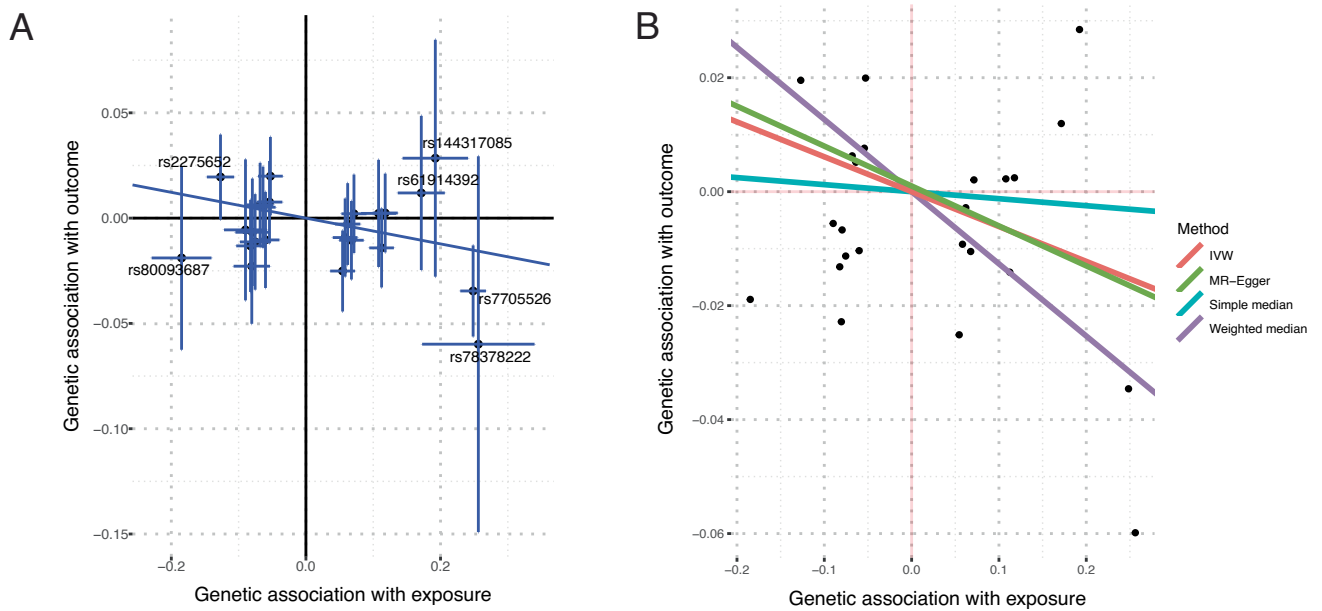 A
Genetic association with outcome
0.05
0.00
−0.05
−0.10
−0.15
−0.2
0.0
0.2
Genetic association with exposure
rs2275652
rs80093687
rs144317085
rs61914392
rs7705526
rs78378222
B
Genetic association with outcome
0.02
0.00
−0.02
−0.04
−0.06
−0.2
−0.1
0.0
0.1
0.2
Genetic association with exposure
Method
IVW
MR−Egger
Simple median
Weighted median